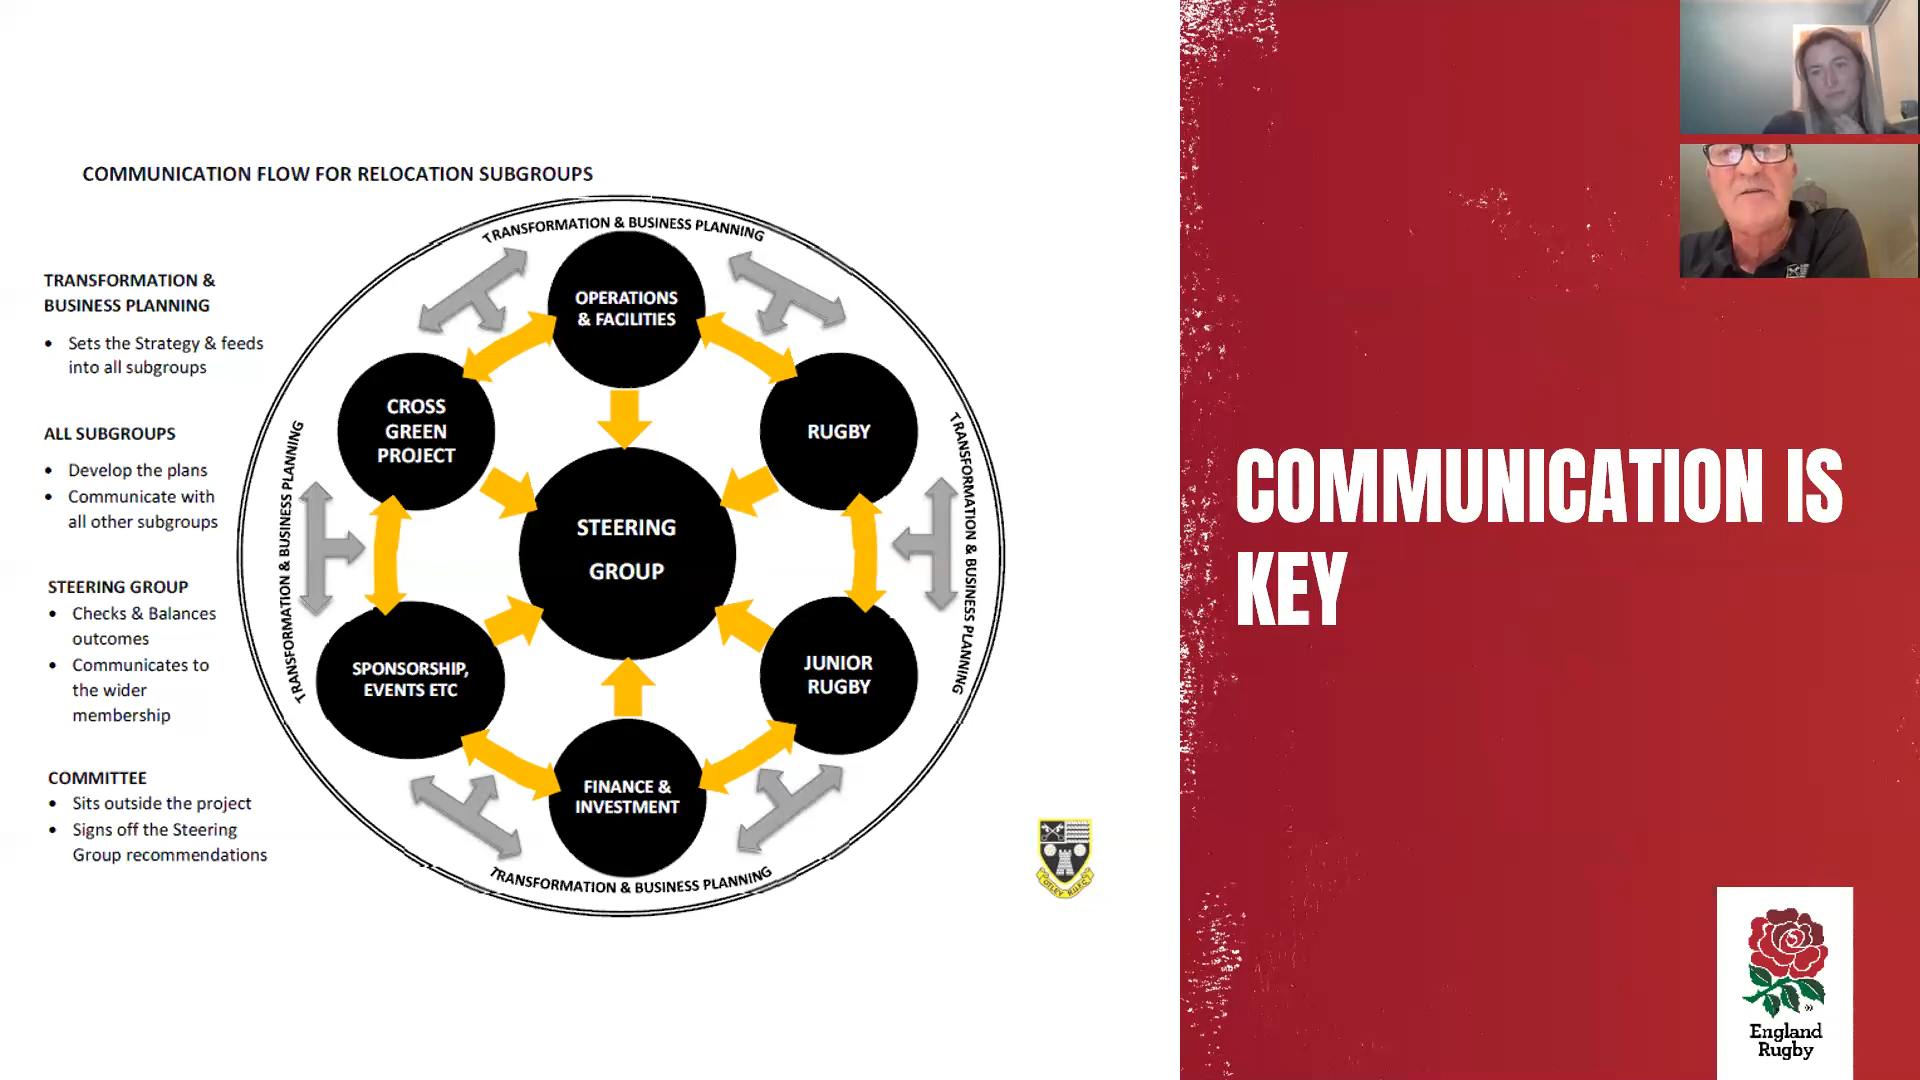 COMMUNICATION FLOW FOR RELOCATION SUBGROUPS
TRANSFORMATION &
BUSINESS PLANNING
• Sets the Strategy & feeds
into all subgroups
ALL SUBGROUPS
• Develop the plans
• Communicate with
all other subgroups
STEERING GROUP
• Checks & Balances
outcomes
• Communicates to
the wider
membership
COMMITTEE
• Sits outside the project
• Signs off the Steering
Group recommendations
TRANSFORMATION & BUSINESS PLANNING
OPERATIONS
& FACILITIES
CROSS
GREEN
PROJECT
RUGBY
TRANSFORMATION & BUSINESS PLANNING
TRANSFORMATION & BUSINESS PLANNING
STEERING
GROUP
SPONSORSHIP,
EVENTS ETC
JUNIOR
RUGBY
FINANCE &
INVESTMENT
TRANSFORMATION & BUSINESS PLANNING
OTLEY R.U.F.C.
COMMUNICATION IS
KEY
England
Rugby